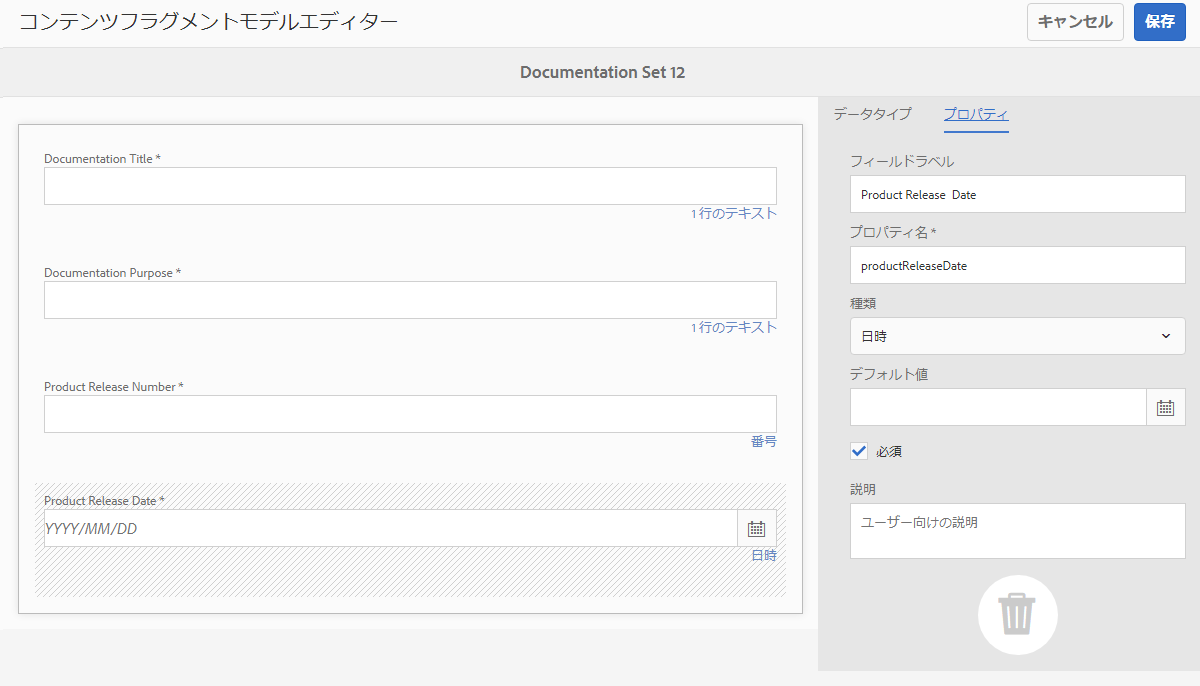 コンテンツフラグメントモデルエディター
キャンセル
保存
Documentation Set 12
Documentation Title *
1 行のテキスト
Documentation Purpose *
1 行のテキスト
Product Release Number *
番号
Product Release Date *
YYYY/MM/DD
日時
データタイプ
プロパティ
フィールドラベル
Product Release  Date
プロパティ名 *
productReleaseDate
種類
日時
デフォルト値
必須
説明
ユーザー向けの説明